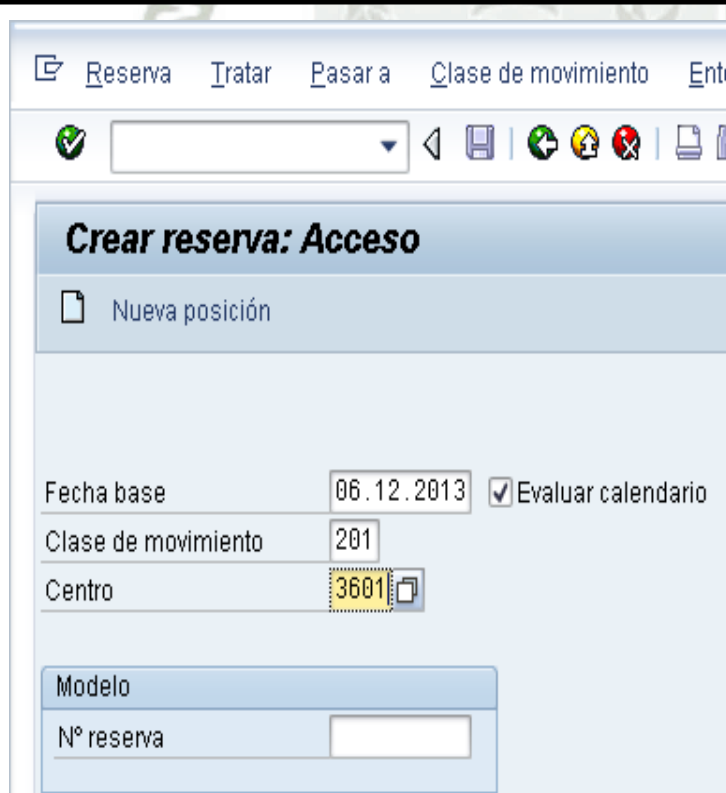 Reserva Tratar Pasar a Clase de movimiento
Crear reserva: Acceso
Nueva posición
Fecha base 06.12.2013 Evaluar calendario
Clase de movimiento 201
Centro 3601
Modelo
Nº reserva